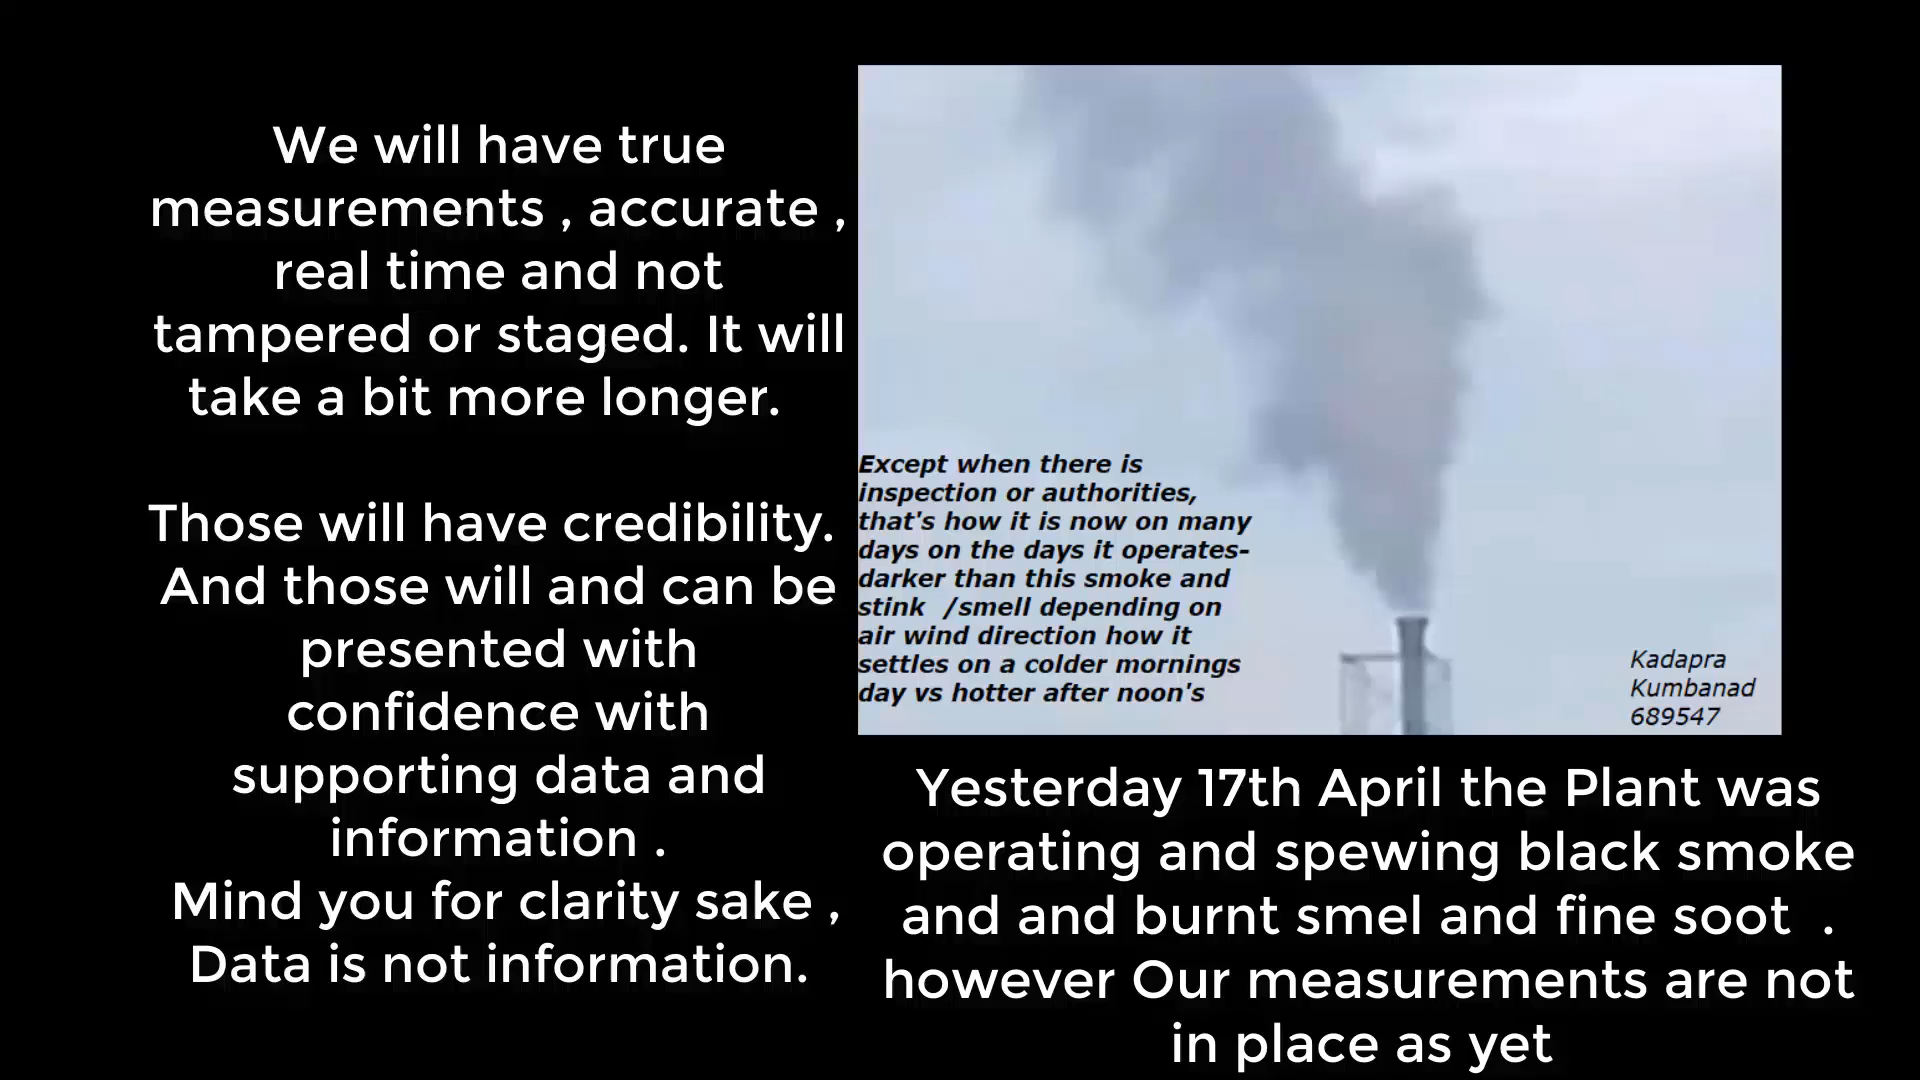 We will have true
measurements , accurate ,
real time and not
tampered or staged. It will
take a bit more longer.
Those will have credibility.
And those will and can be
presented with
confidence with
supporting data and
information .
Mind you for clarity sake ,
Data is not information.
Except when there is
inspection or authorities,
that's how it is now on many
days on the days it operates-
darker than this smoke and
stink /smell depending on
air wind direction how it
settles on a colder mornings
day vs hotter after noon's
Kadapra
Kumbanad
689547
Yesterday 17th April the Plant was
operating and spewing black smoke
and and burnt smel and fine soot .
however Our measurements are not
in place as yet